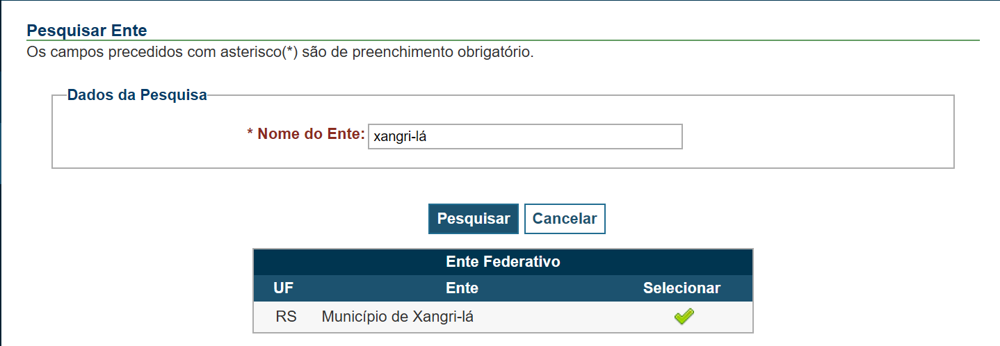 Pesquisar Ente
Os campos precedidos com asterisco(*) são de preenchimento obrigatório.
Dados da Pesquisa
* Nome do Ente: xangri-lá
Pesquisar Cancelar
Ente Federativo
UF Ente Selecionar
RS Município de Xangri-lá